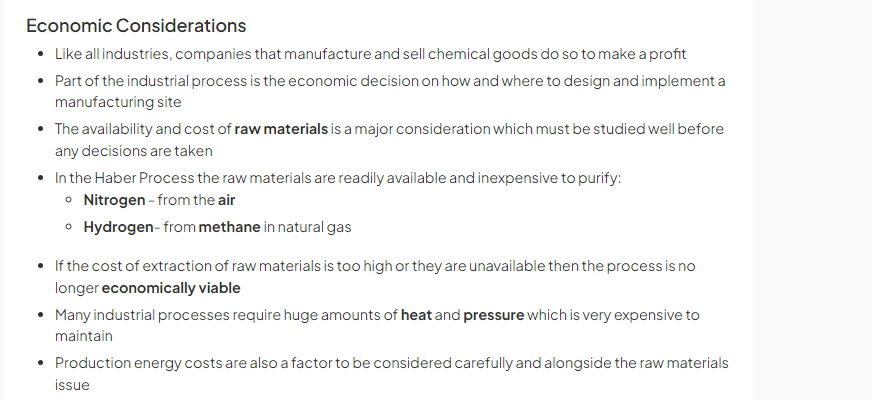 Economic Considerations
• Like all industries, companies that manufacture and sell chemical goods do so to make a profit
• Part of the industrial process is the economic decision on how and where to design and implement a
manufacturing site
• The availability and cost of raw materials is a major consideration which must be studied well before
any decisions are taken
• In the Haber Process the raw materials are readily available and inexpensive to purify:
◦ Nitrogen - from the air
◦ Hydrogen- from methane in natural gas
• If the cost of extraction of raw materials is too high or they are unavailable then the process is no
longer economically viable
• Many industrial processes require huge amounts of heat and pressure which is very expensive to
maintain
• Production energy costs are also a factor to be considered carefully and alongside the raw materials
issue